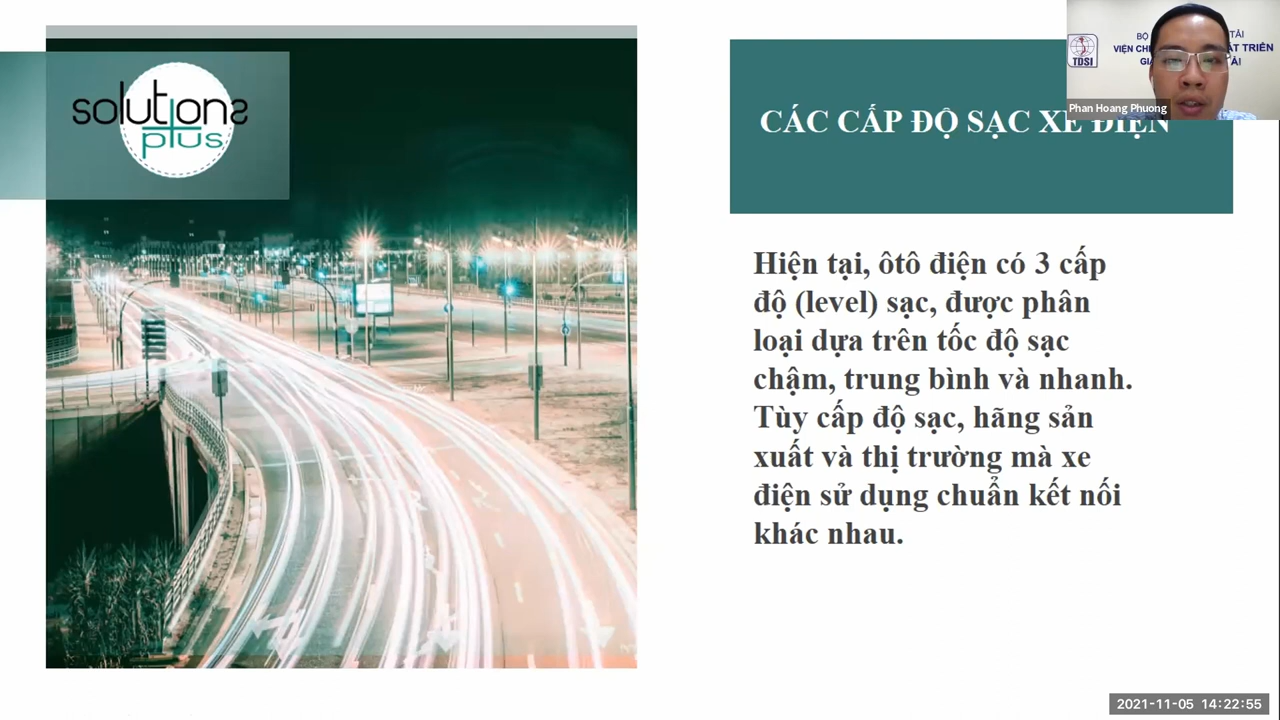 solutions
plus
CÁC CẤP ĐỘ SẠC XE ĐIỆN
Hiện tại, ôtô điện có 3 cấp
độ (level) sạc, được phân
loại dựa trên tốc độ sạc
chậm, trung bình và nhanh.
Tùy cấp độ sạc, hãng sản
xuất và thị trường mà xe
điện sử dụng chuẩn kết nối
khác nhau.
BỘ TẢI
VIỆN PHÁT TRIỂN
TDSI
Phan Hoang Phuong
2021-11-05 14:22:55